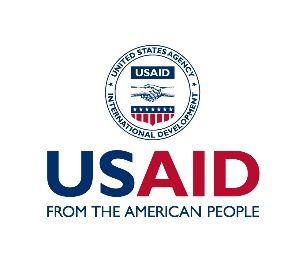 UNITED STATES AGENCY
USAID
INTERNATIONAL DEVELOPMENT
USAID
FROM THE AMERICAN PEOPLE